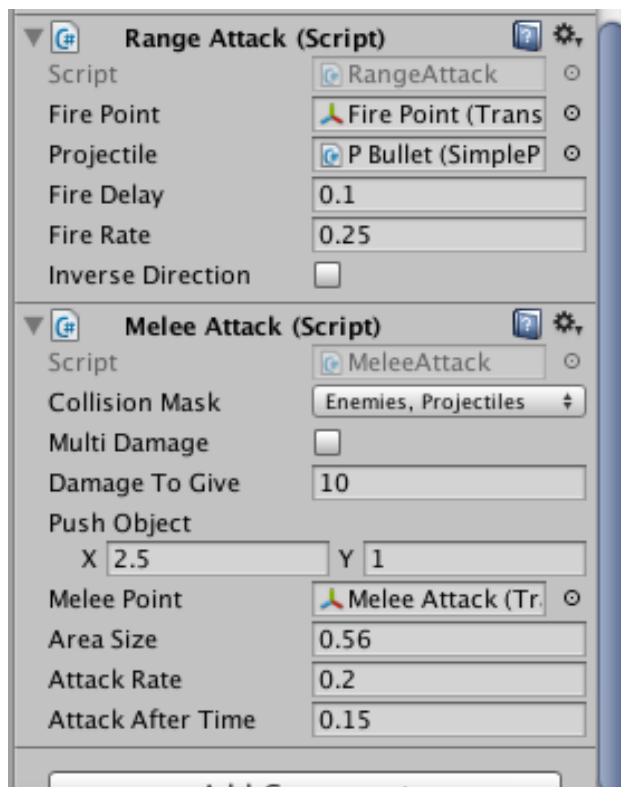 Range Attack (Script)
Script RangeAttack
Fire Point Fire Point (Trans
Projectile P Bullet (SimpleP
Fire Delay 0.1
Fire Rate 0.25
Inverse Direction
Melee Attack (Script)
Script MeleeAttack
Collision Mask Enemies, Projectiles
Multi Damage
Damage To Give 10
Push Object
X 2.5 Y 1
Melee Point Melee Attack (Tr
Area Size 0.56
Attack Rate 0.2
Attack After Time 0.15